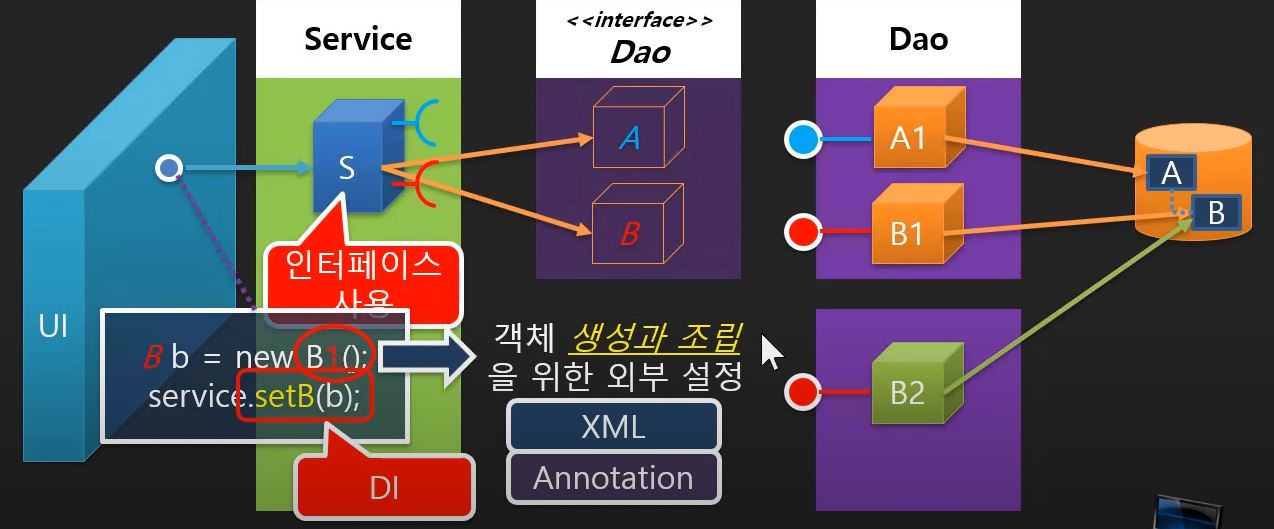 Service
<<interface>>
Dao
Dao
S
A
B
A1
B1
A
B
인터페이스
사용
UI
B b = new B1();
service.setB(b);
객체 생성과 조립
을 위한 외부 설정
XML
Annotation
B2
DI